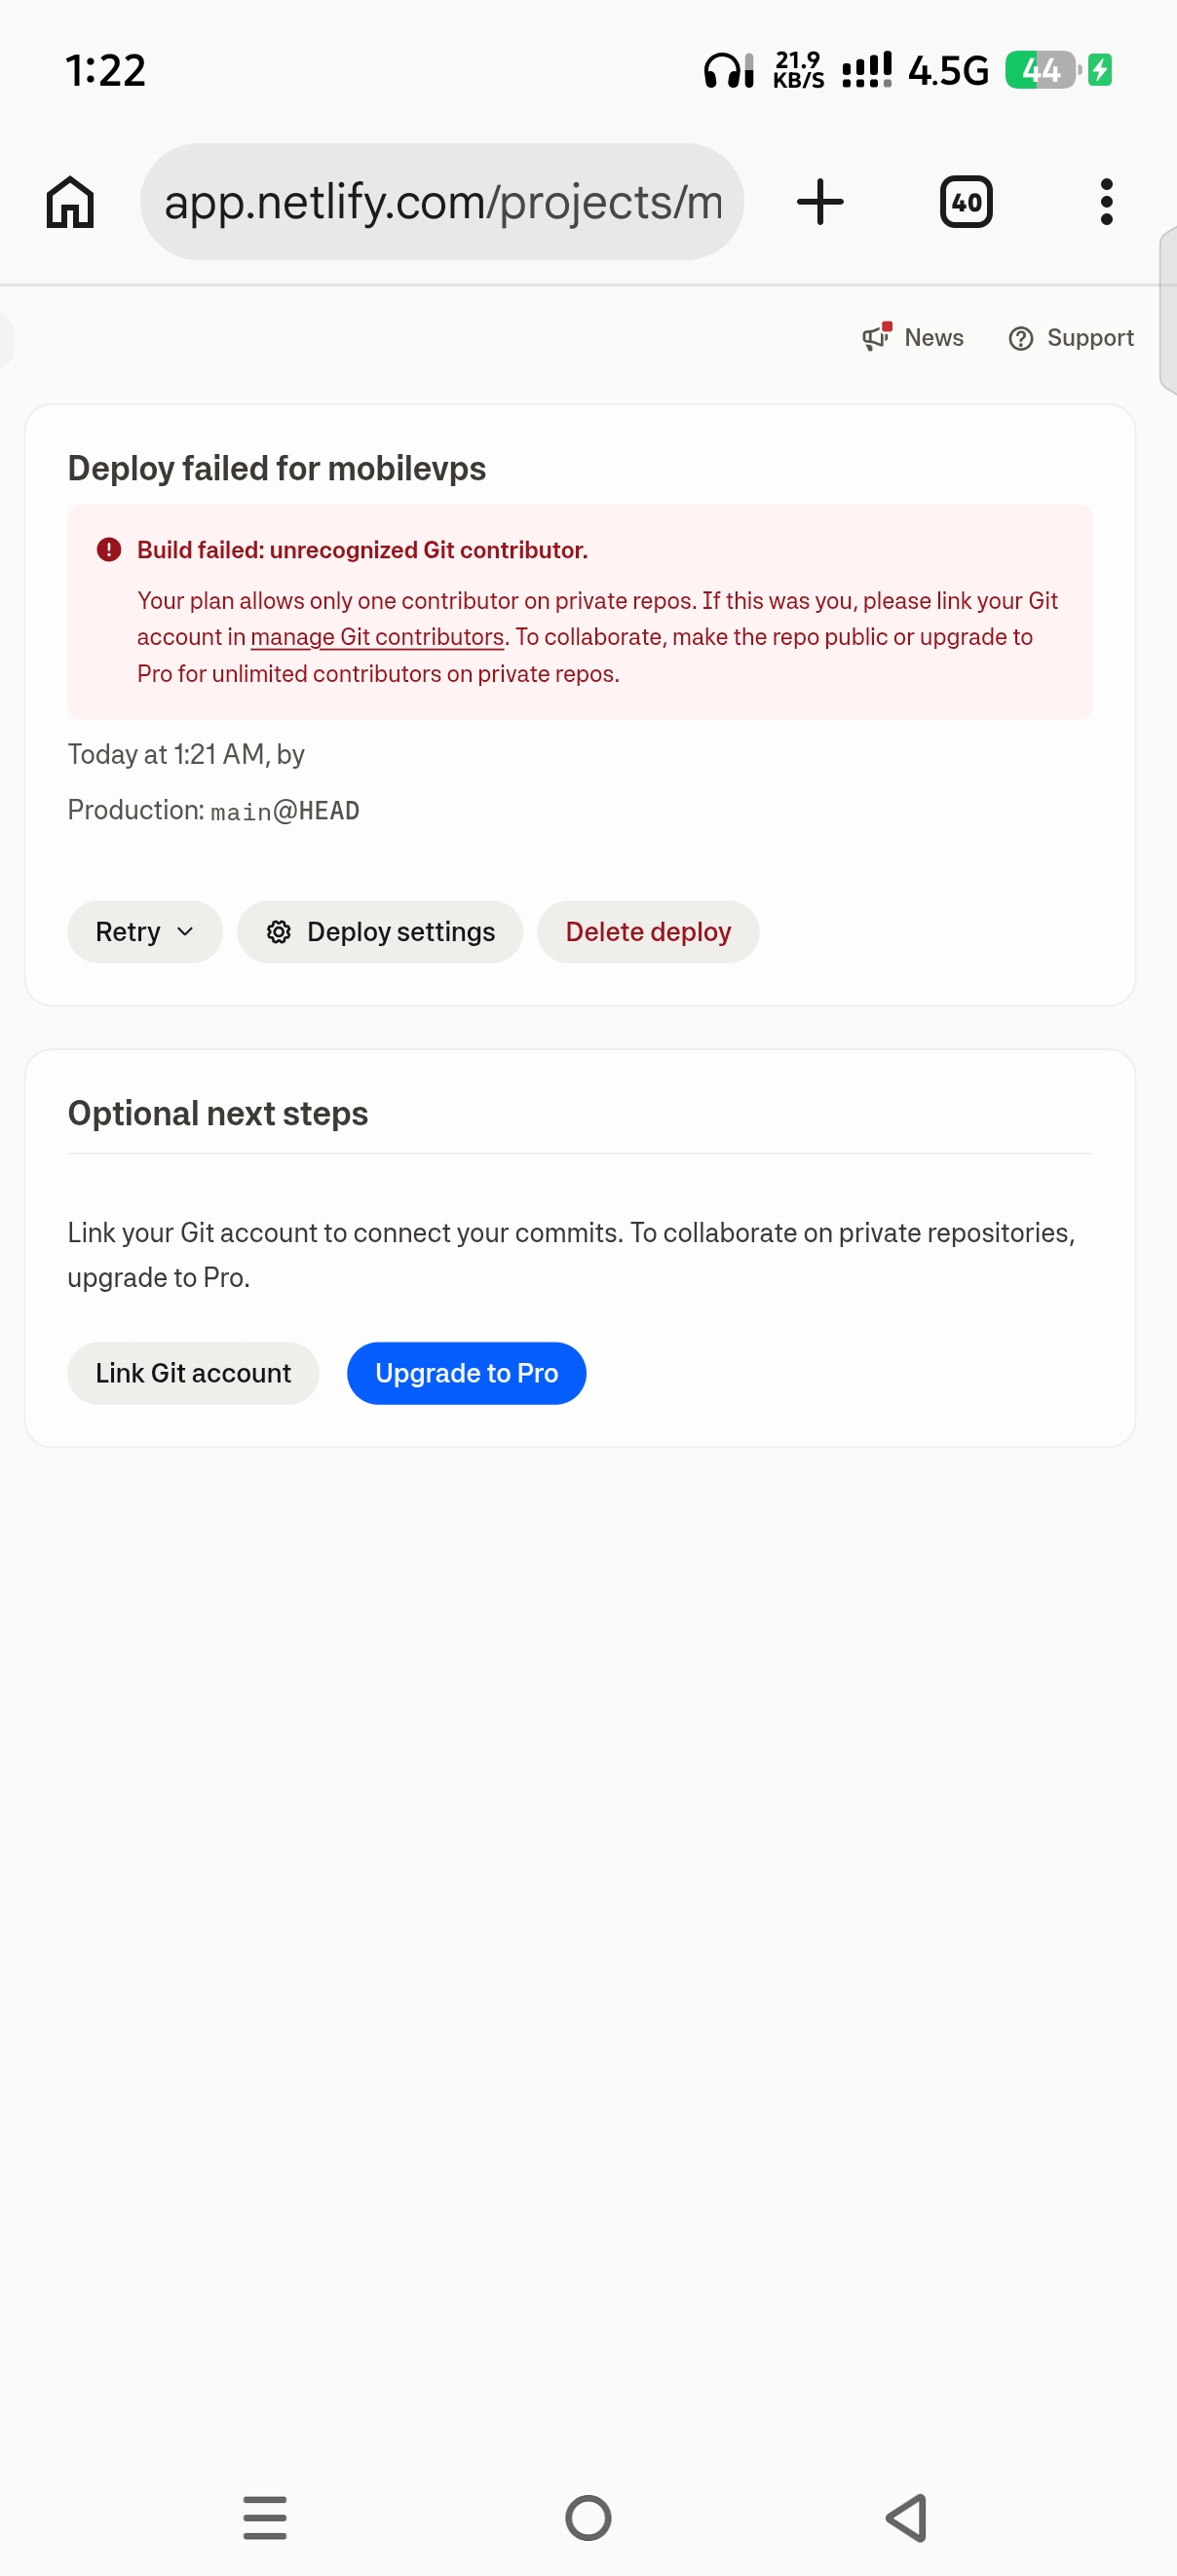 1:22
21.9
KB/S
4.5G
44
app.netlify.com/projects/m
40
News
Support
Deploy failed for mobilevps
Build failed: unrecognized Git contributor.
Your plan allows only one contributor on private repos. If this was you, please link your Git
account in manage Git contributors. To collaborate, make the repo public or upgrade to
Pro for unlimited contributors on private repos.
Today at 1:21 AM, by
Production: main@HEAD
Retry
Deploy settings
Delete deploy
Optional next steps
Link your Git account to connect your commits. To collaborate on private repositories,
upgrade to Pro.
Link Git account
Upgrade to Pro